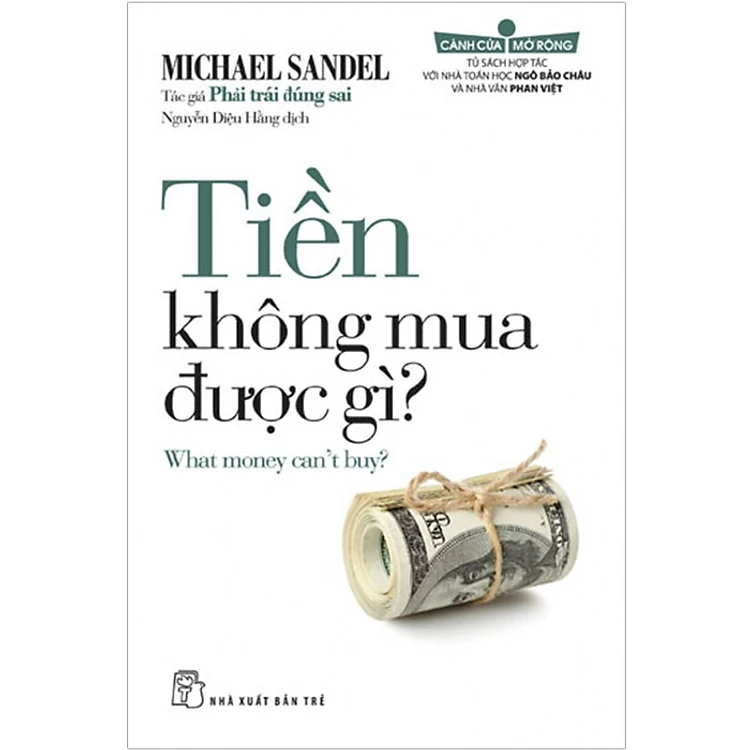 MICHAEL SANDEL
Tác giả Phải trái đúng sai
Nguyễn Diệu Hằng dịch
CÁNH CỬA MỞ RỘNG
TỦ SÁCH HỢP TÁC
VỚI NHÀ TOÁN HỌC NGÔ BẢO CHÂU
VÀ NHÀ VĂN PHAN VIỆT
Tiền
không mua
được gì?
What money can't buy?
NHÀ XUẤT BẢN TRẺ